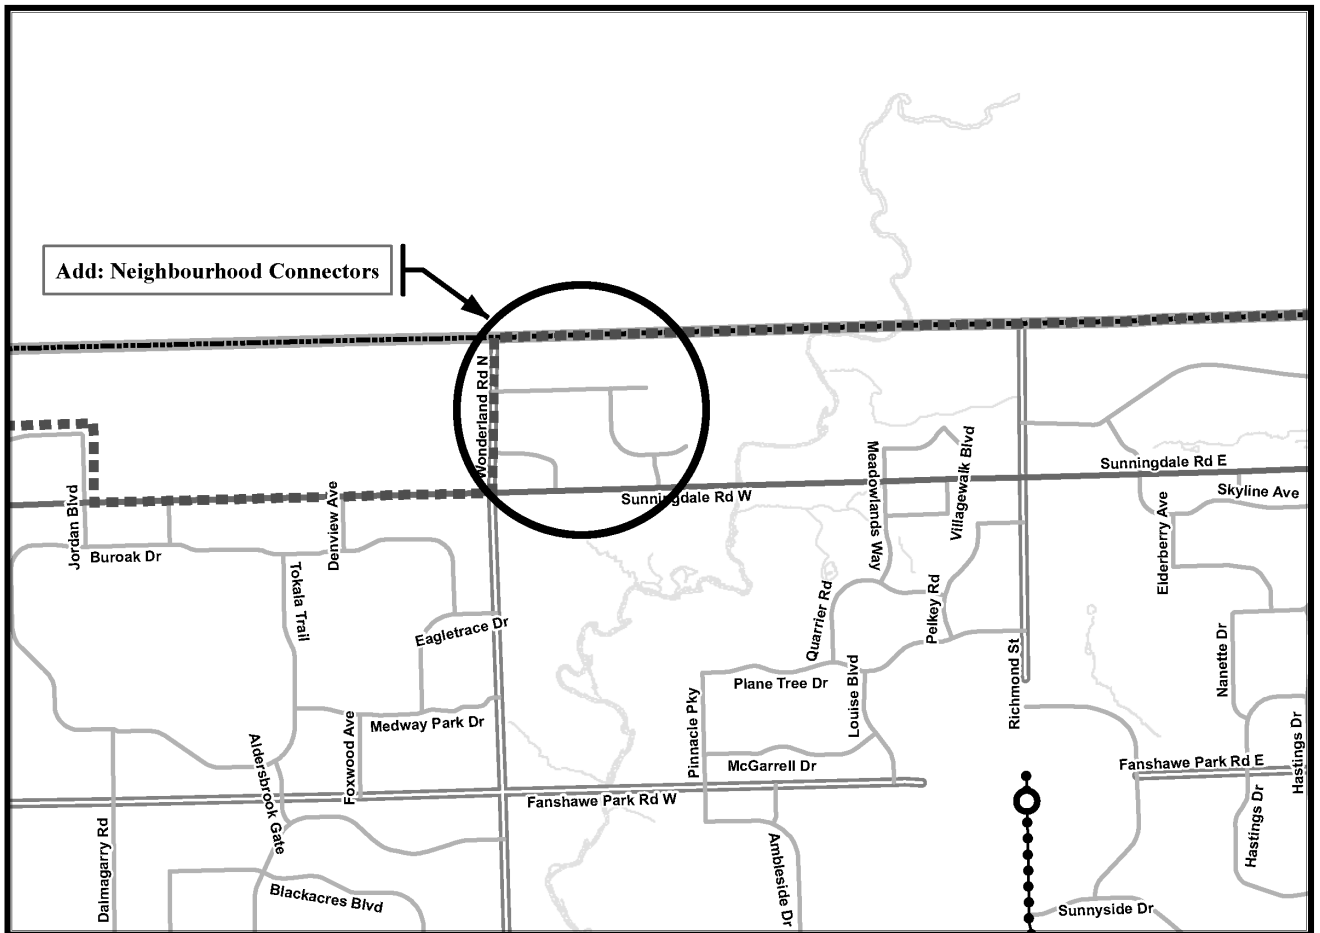 Add: Neighbourhood Connectors
Wonderland Rd N
Sunningdale Rd E
Skyline Ave
Sunningdale Rd W
Meadowlands Way
Villagewalk Blvd
Jordan Blvd
Denview Ave
Buroak Dr
Tokala Trail
Eagletrace Dr
Elderberry Ave
Quarrier Rd
Pelkey Rd
Nanette Dr
Richmond St
Plane Tree Dr
Louise Blvd
Pinnacle Pky
Medway Park Dr
Foxwood Ave
Aldersbrook Gate
McGarrell Dr
Fanshawe Park Rd E
Hastings Dr
Fanshawe Park Rd W
Hastings Dr
Dalmagarry Rd
Ambleside Dr
Blackacres Blvd
Sunnyside Dr